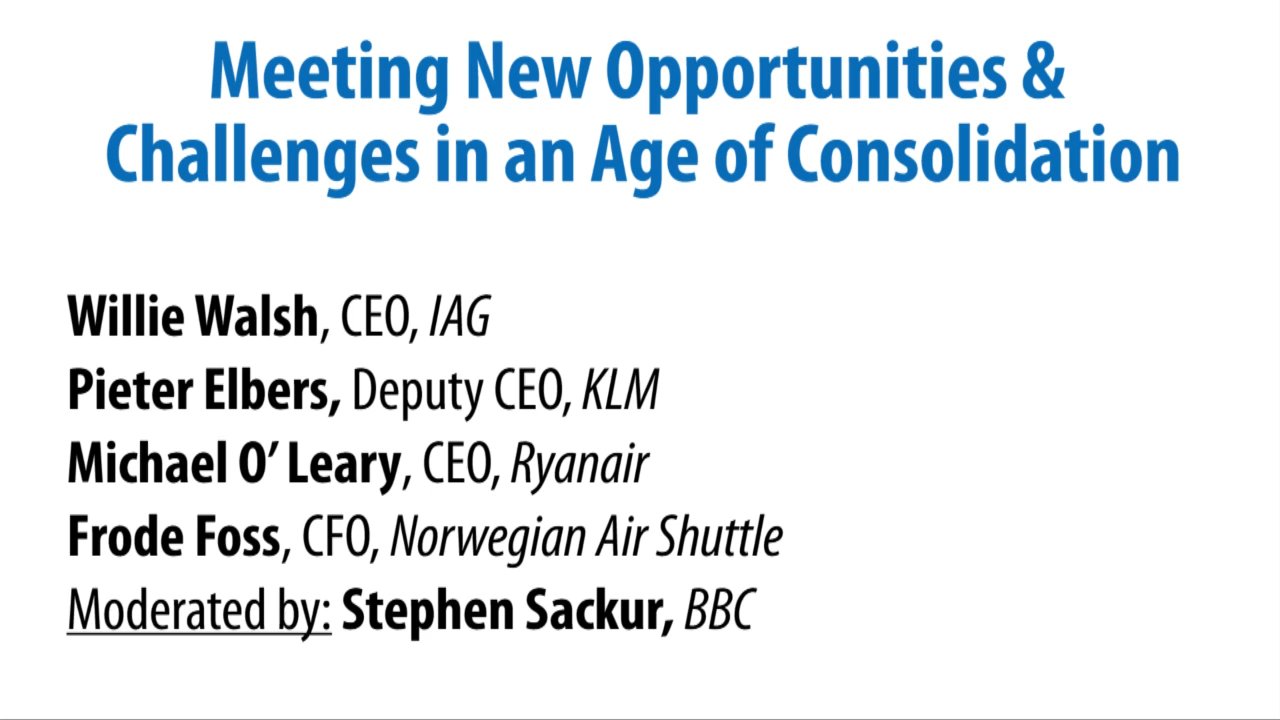 Meeting New Opportunities &
Challenges in an Age of Consolidation
Willie Walsh, CEO, IAG
Pieter Elbers, Deputy CEO, KLM
Michael O’ Leary, CEO, Ryanair
Frode Foss, CFO, Norwegian Air Shuttle
Moderated by: Stephen Sackur, BBC